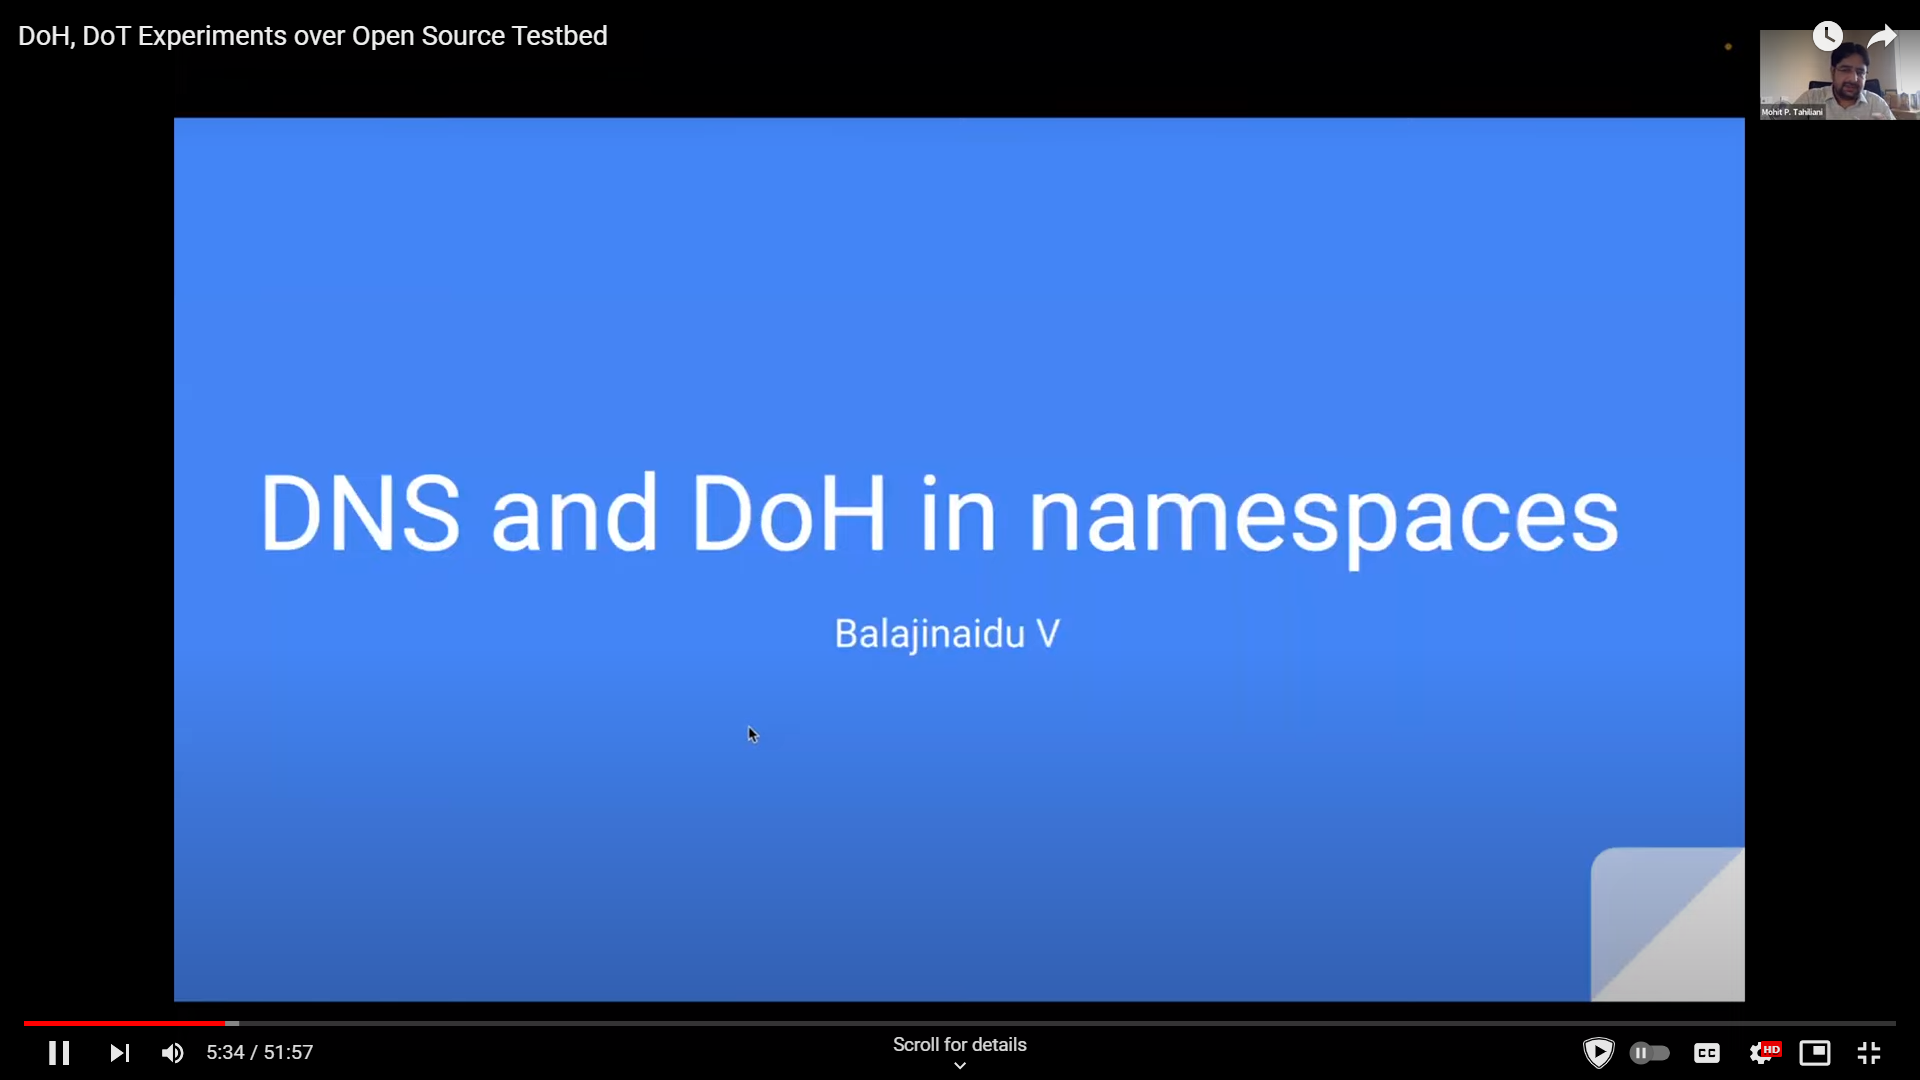 DoH, DoT Experiments over Open Source Testbed
Mohit P. Tahiliani
DNS and DoH in namespaces
Balajinaidu V
5:34 / 51:57
Scroll for details
CC
HD